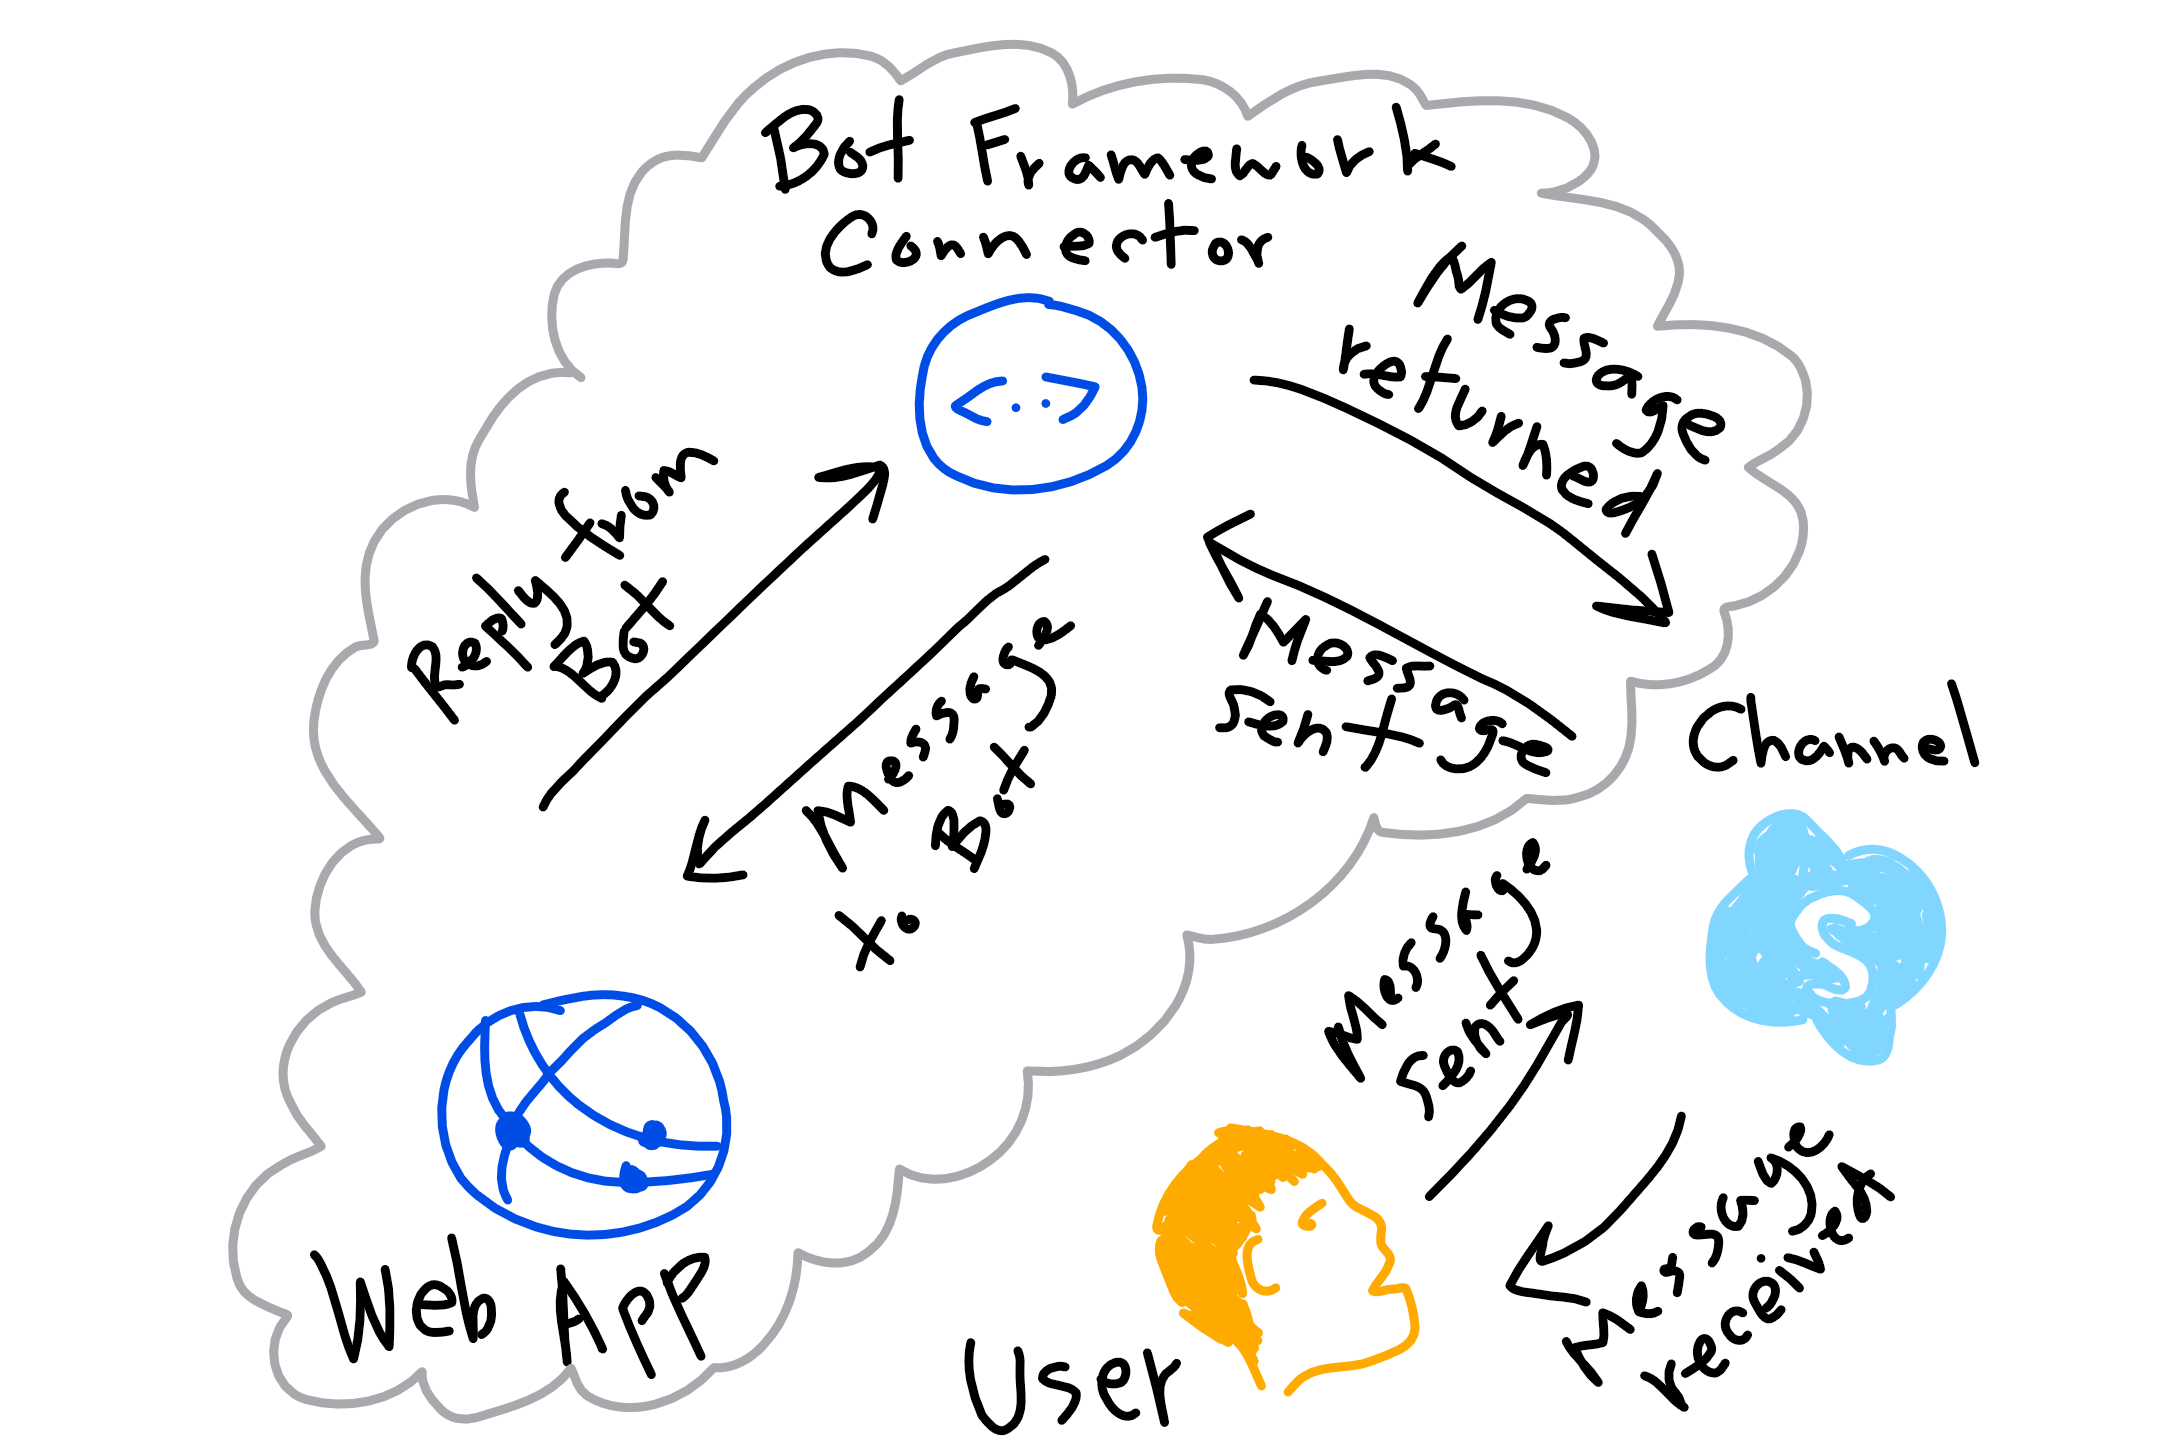 Bot Framework
Connector
Message
returned
Reply from
Bot
Message
to Bot
Message
sent
Channel
S
Message
sent
Message
received
Web App
User